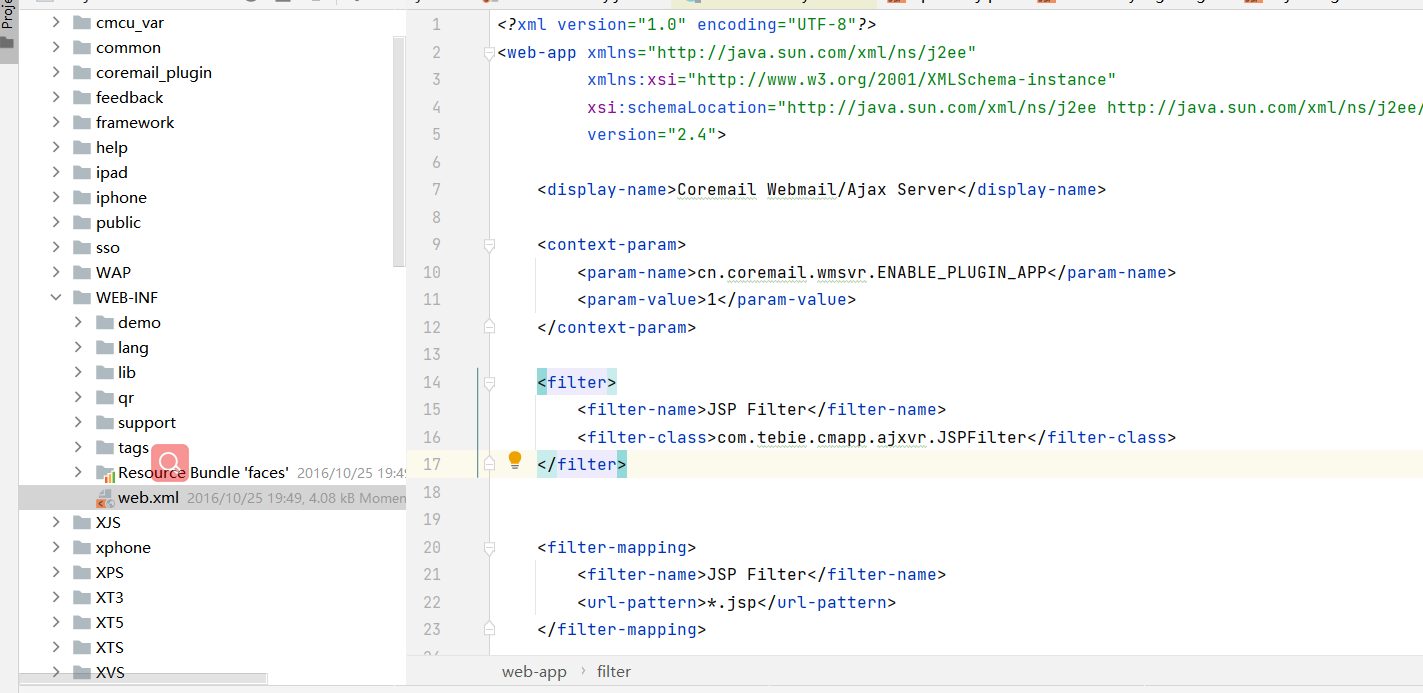 Proje
cmcu_var
common
coremail_plugin
feedback
framework
help
ipad
iphone
public
sso
WAP
WEB-INF
demo
lang
lib
qr
support
tags
Resource Bundle 'faces' 2016/10/25 19:49
web.xml 2016/10/25 19:49, 4.08 kB Momen
XJS
xphone
XPS
XT3
XT5
XTS
XVS
1 <?xml version="1.0" encoding="UTF-8"?>
2 <web-app xmlns="http://java.sun.com/xml/ns/j2ee"
3 xmlns:xsi="http://www.w3.org/2001/XMLSchema-instance"
4 xsi:schemaLocation="http://java.sun.com/xml/ns/j2ee http://java.sun.com/xml/ns/j2ee/
5 version="2.4">
6
7 <display-name>Coremail Webmail/Ajax Server</display-name>
8
9 <context-param>
10 <param-name>cn.coremail.wmsvr.ENABLE_PLUGIN_APP</param-name>
11 <param-value>1</param-value>
12 </context-param>
13
14 <filter>
15 <filter-name>JSP Filter</filter-name>
16 <filter-class>com.tebie.cmapp.ajxvr.JSPFilter</filter-class>
17 </filter>
18
19
20 <filter-mapping>
21 <filter-name>JSP Filter</filter-name>
22 <url-pattern>*.jsp</url-pattern>
23 </filter-mapping>
web-app › filter